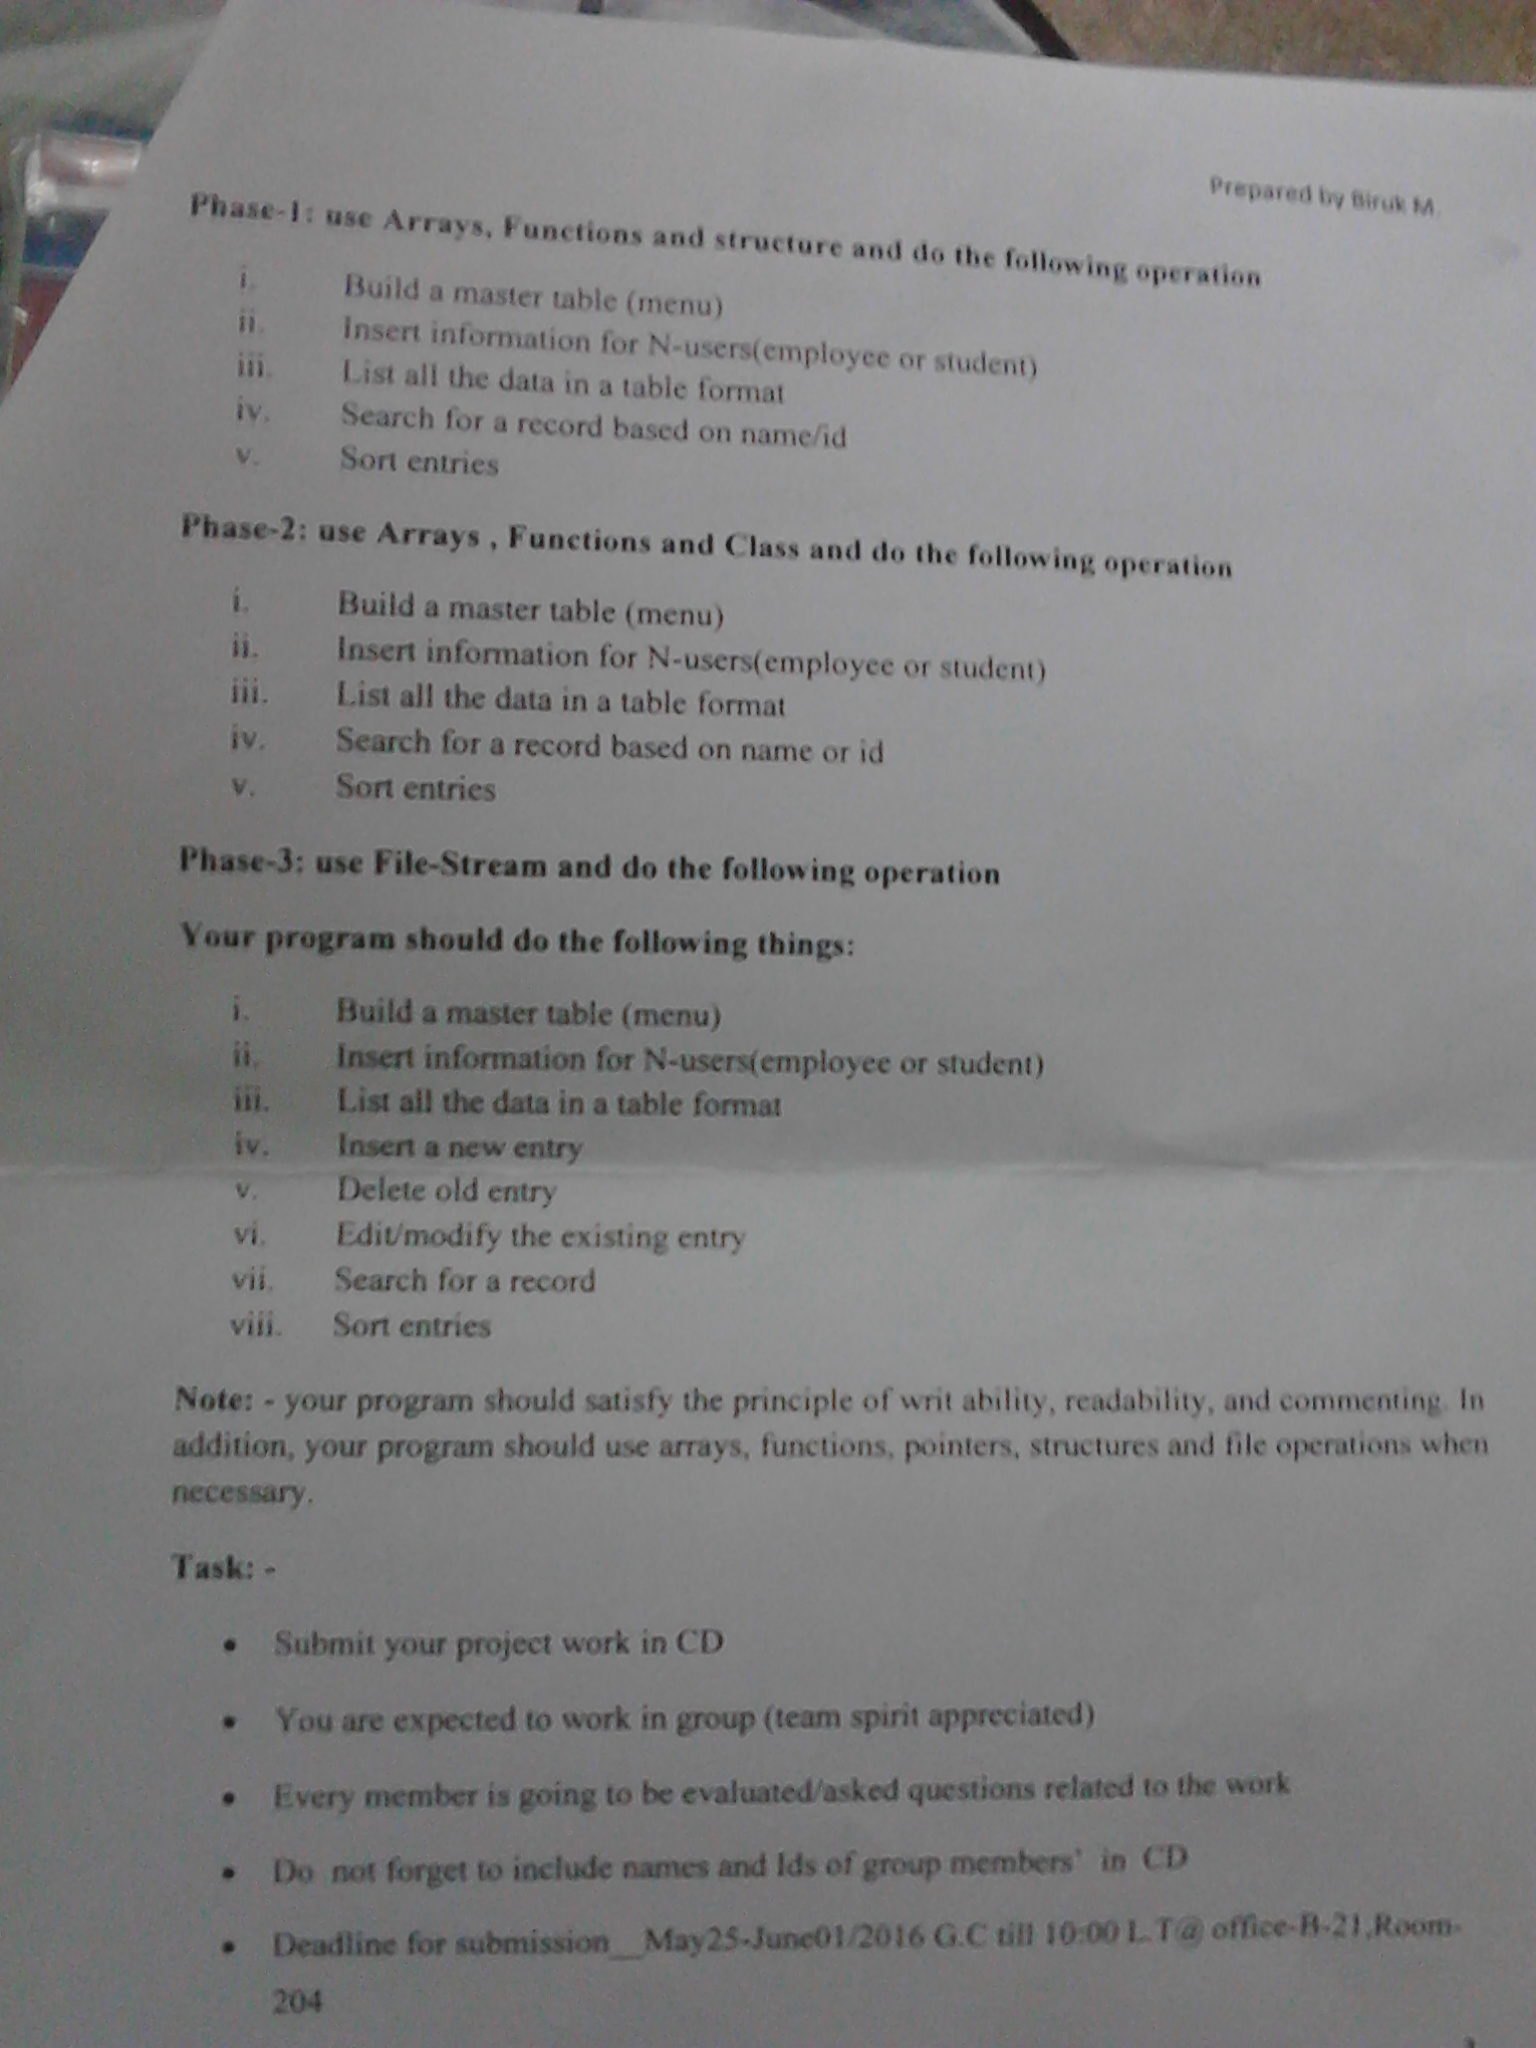 Prepared by Biruk M.
Phase-1: use Arrays, Functions and structure and do the following operation
i. Build a master table (menu)
ii. Insert information for N-users(employee or student)
iii. List all the data in a table format
iv. Search for a record based on name/id
v. Sort entries
Phase-2: use Arrays , Functions and Class and do the following operation
i. Build a master table (menu)
ii. Insert information for N-users(employee or student)
iii. List all the data in a table format
iv. Search for a record based on name or id
v. Sort entries
Phase-3: use File-Stream and do the following operation
Your program should do the following things:
i. Build a master table (menu)
ii. Insert information for N-users(employee or student)
iii. List all the data in a table format
iv. Insert a new entry
v. Delete old entry
vi. Edit/modify the existing entry
vii. Search for a record
viii. Sort entries
Note: - your program should satisfy the principle of writ ability, readability, and commenting. In
addition, your program should use arrays, functions, pointers, structures and file operations when
necessary.
Task: -
• Submit your project work in CD
• You are expected to work in group (team spirit appreciated)
• Every member is going to be evaluated/asked questions related to the work
• Do not forget to include names and Ids of group members' in CD
• Deadline for submission__May25-June01/2016 G.C till 10:00 L.T@ office-B-21,Room-
204